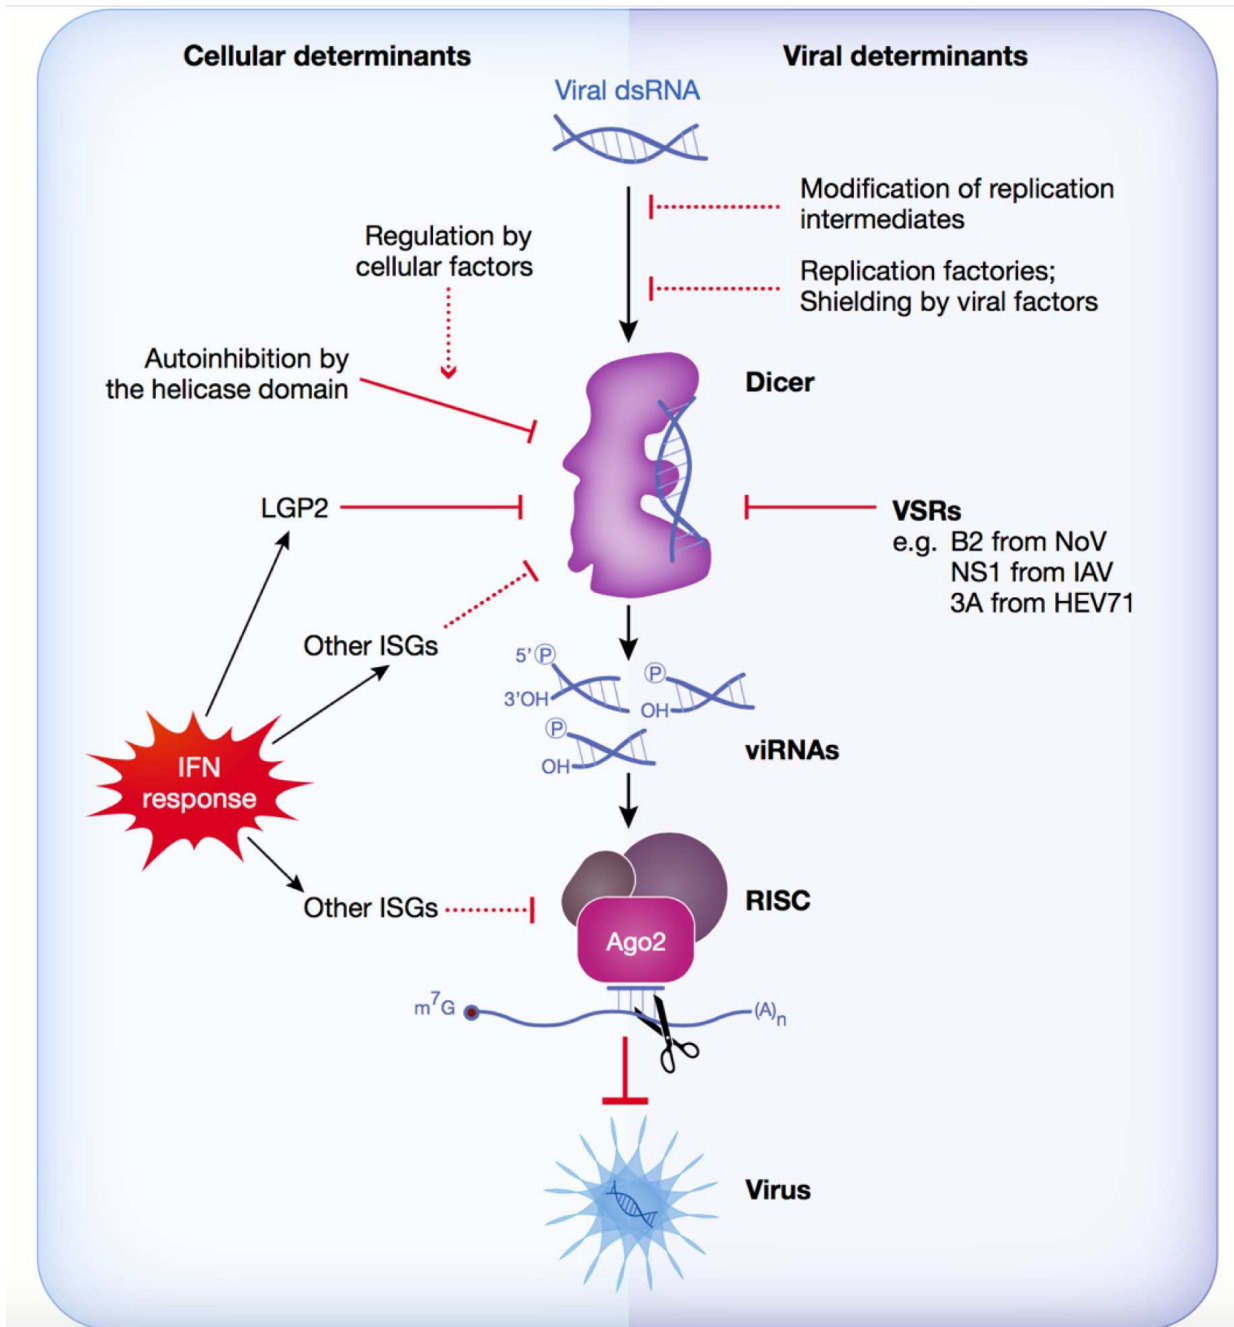 Cellular determinants
Viral determinants
Viral dsRNA
Modification of replication
intermediates
Regulation by
cellular factors
Replication factories;
Shielding by viral factors
Autoinhibition by
the helicase domain
Dicer
LGP2
VSRs
e.g. B2 from NoV
NS1 from IAV
3A from HEV71
Other ISGs
5’ P
3’OH
P
OH
P
OH
viRNAs
IFN
response
Other ISGs
RISC
Ago2
m⁷G
(A)ₙ
Virus